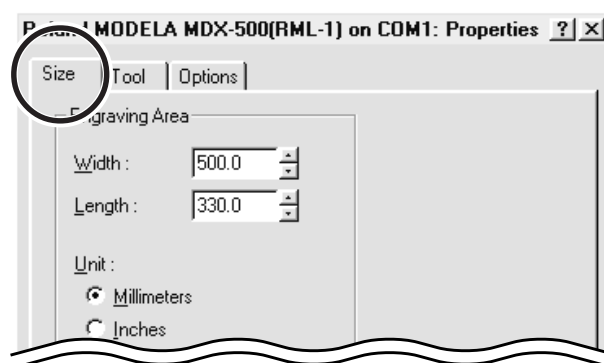 Roland MODELA MDX-500(RML-1) on COM1: Properties ? ×
Size Tool Options
Engraving Area
Width : 500.0
Length : 330.0
Unit :
Millimeters
Inches